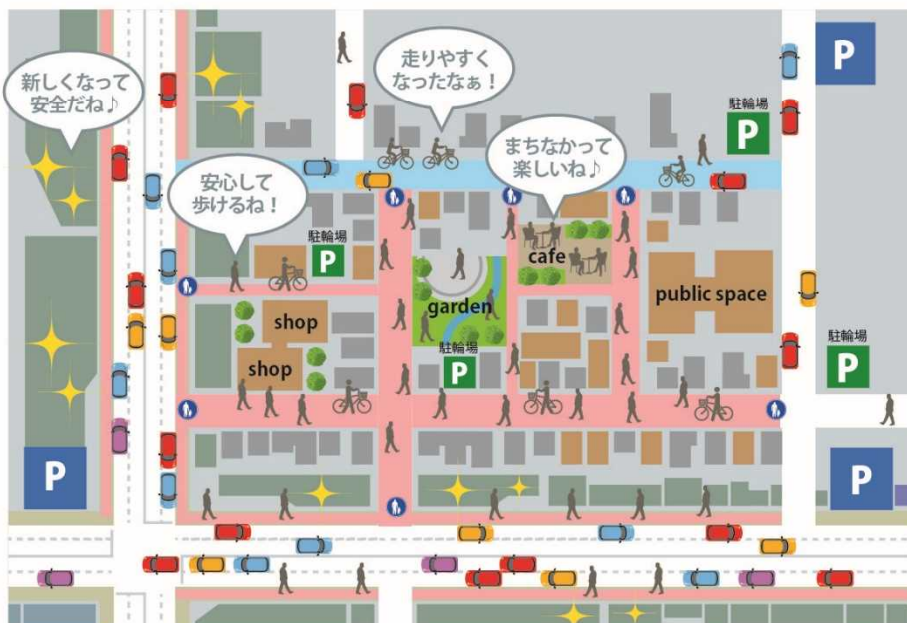 新しくなって
安全だね♪
走りやすく
なったなぁ！
P
駐輪場
P
まちなかって
楽しいね♪
安心して
歩けるね！
駐輪場
P
cafe
public space
garden
shop
shop
駐輪場
P
駐輪場
P
P
P